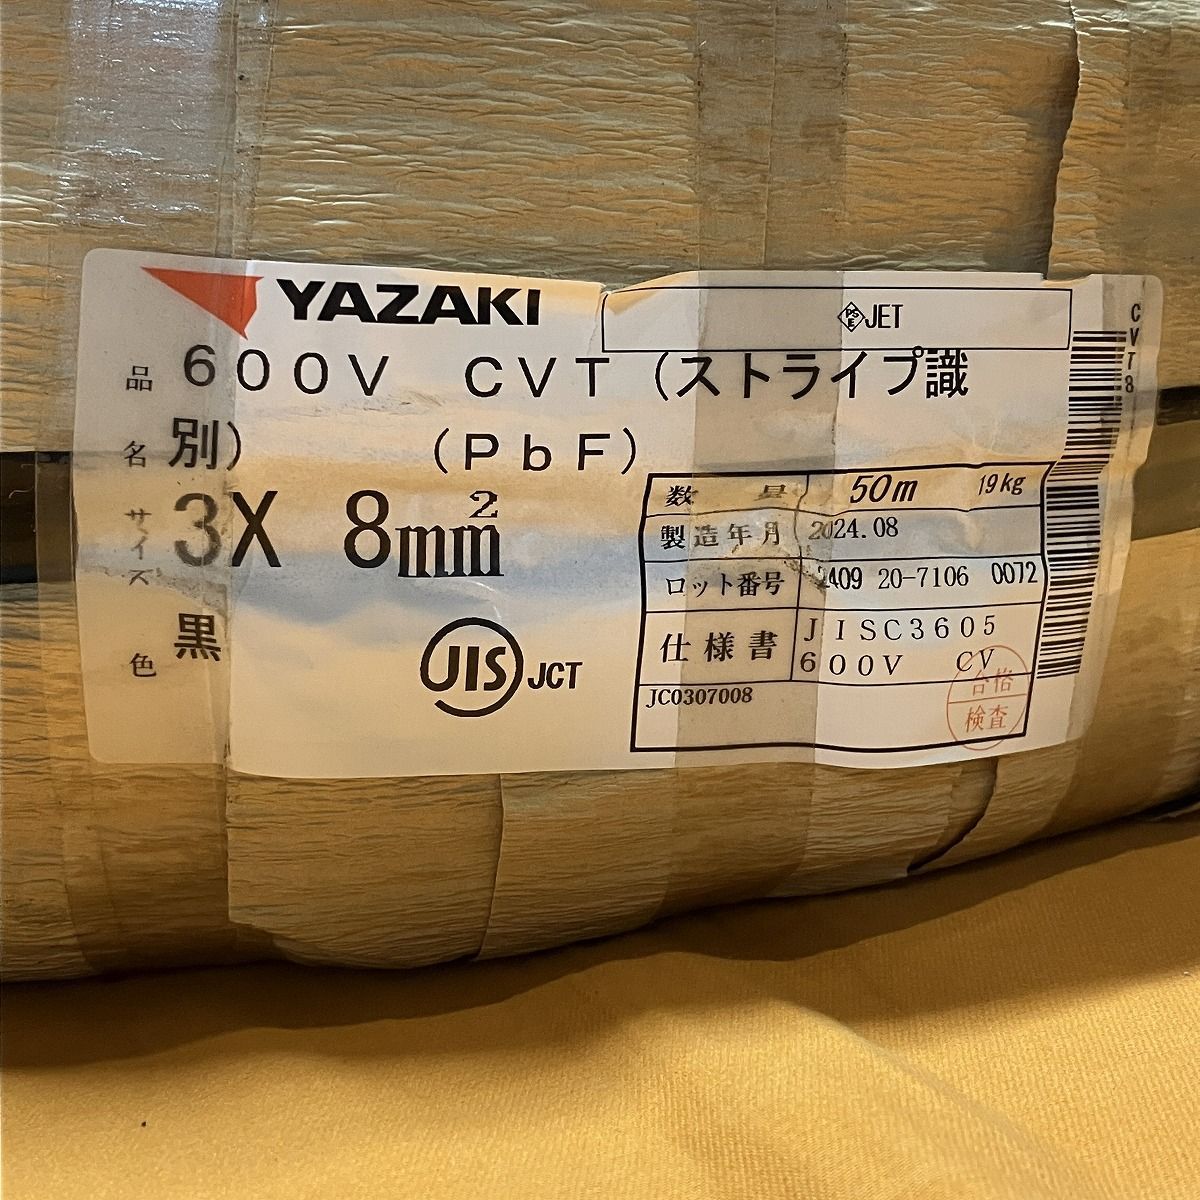 YAZAKI
PSE JET
品名 600V CVT (ストライプ識
別) (PbF)
サイズ 3X 8mm²
色 黒
JIS JCT
数量 50m 19kg
製造年月 2024.08
ロット番号 2409 20-7106 0072
仕様書 JISC3605
600V CV
JC0307008
合格
検査
CVT8